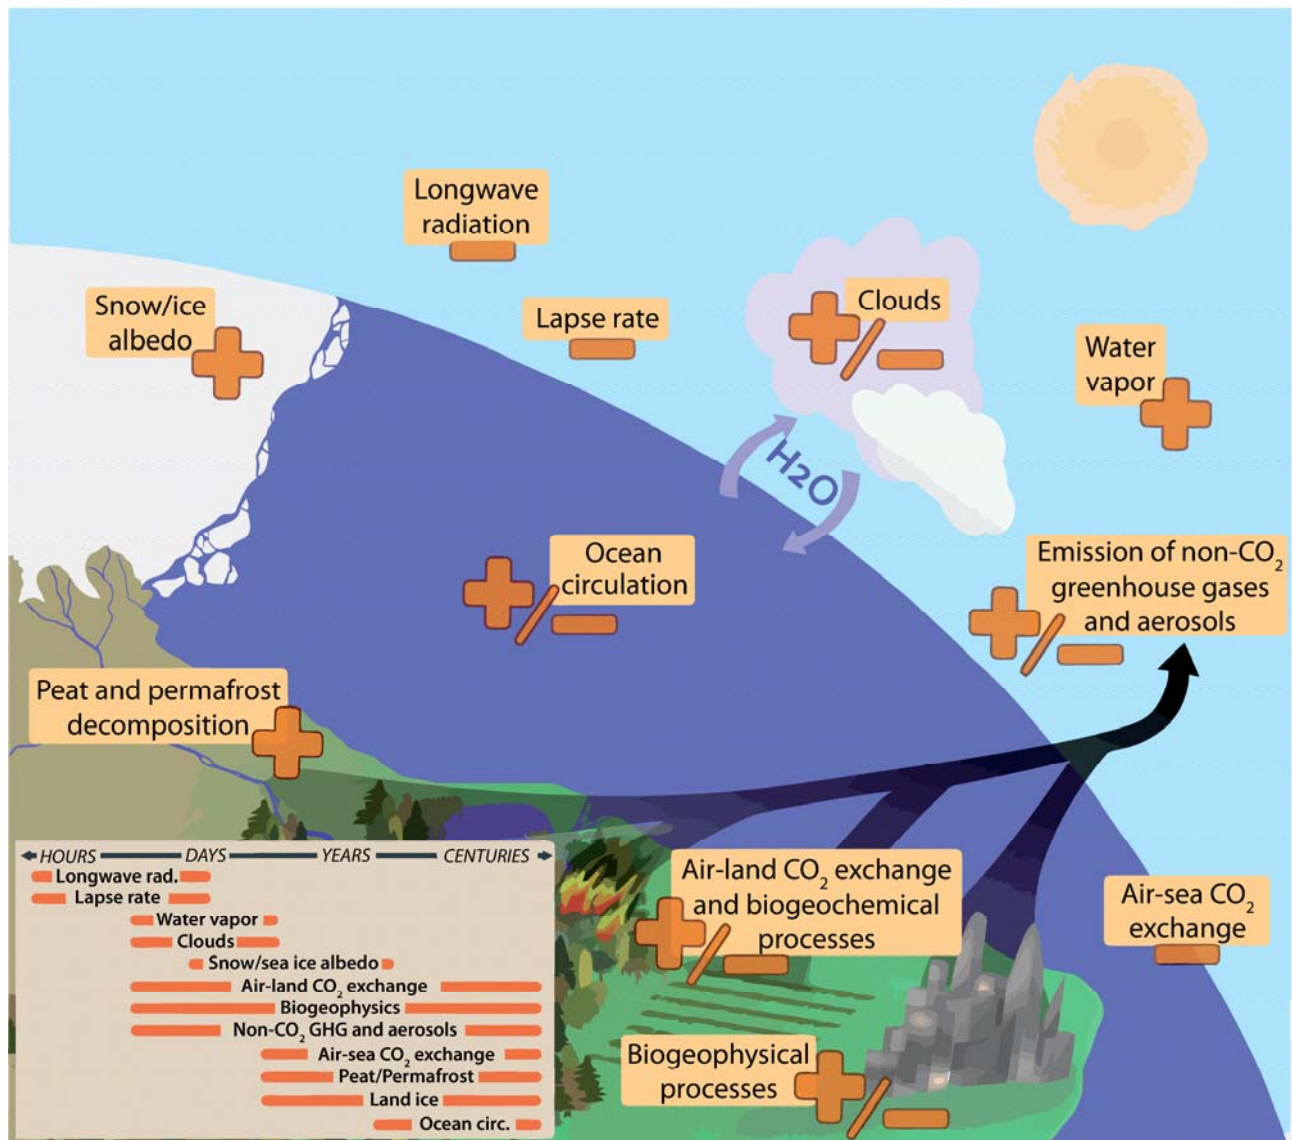 Longwave
radiation
Snow/ice
albedo
Lapse rate
Clouds
Water
vapor
H2O
Ocean
circulation
Emission of non-CO₂
greenhouse gases
and aerosols
Peat and permafrost
decomposition
Air-land CO₂ exchange
and biogeochemical
processes
Air-sea CO₂
exchange
Biogeophysical
processes
HOURS DAYS YEARS CENTURIES
Longwave rad.
Lapse rate
Water vapor
Clouds
Snow/sea ice albedo
Air-land CO₂ exchange
Biogeophysics
Non-CO₂ GHG and aerosols
Air-sea CO₂ exchange
Peat/Permafrost
Land ice
Ocean circ.